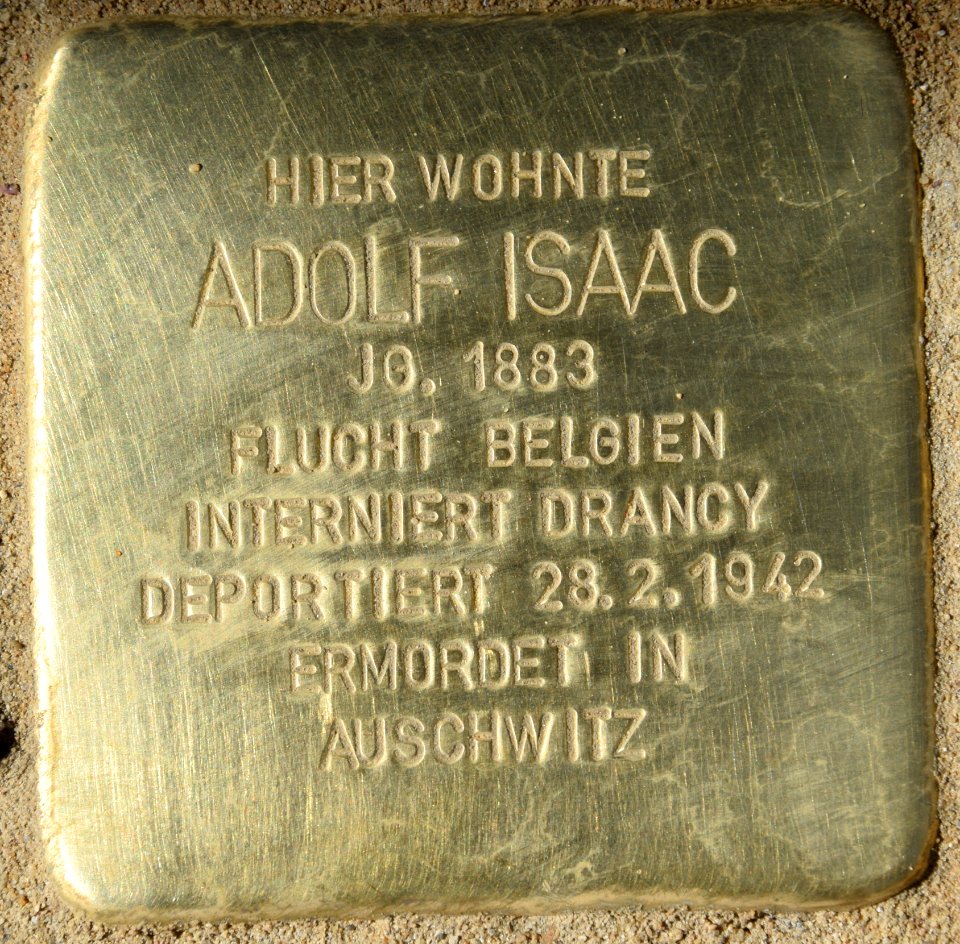 HIER WOHNTE
ADOLF ISAAC
JG. 1883
FLUCHT BELGIEN
INTERNIERT DRANCY
DEPORTIERT 28.2.1942
ERMORDET IN
AUSCHWITZ